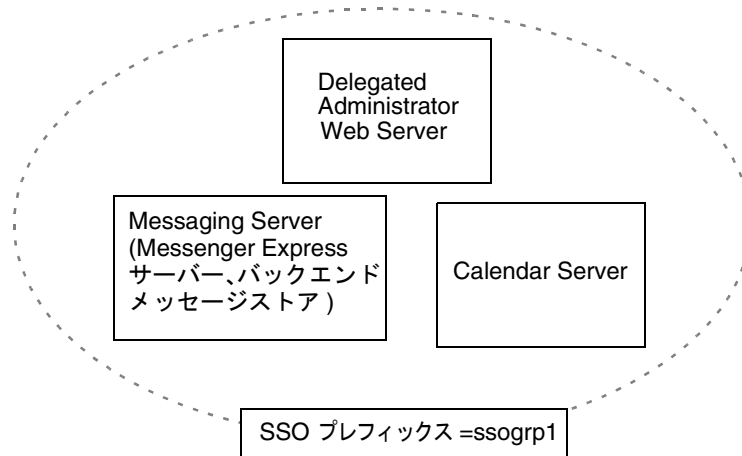 Delegated
Administrator
Web Server
Messaging Server
(Messenger Express
サーバー、バックエンド
メッセージストア )
Calendar Server
SSO プレフィックス =ssogrp1